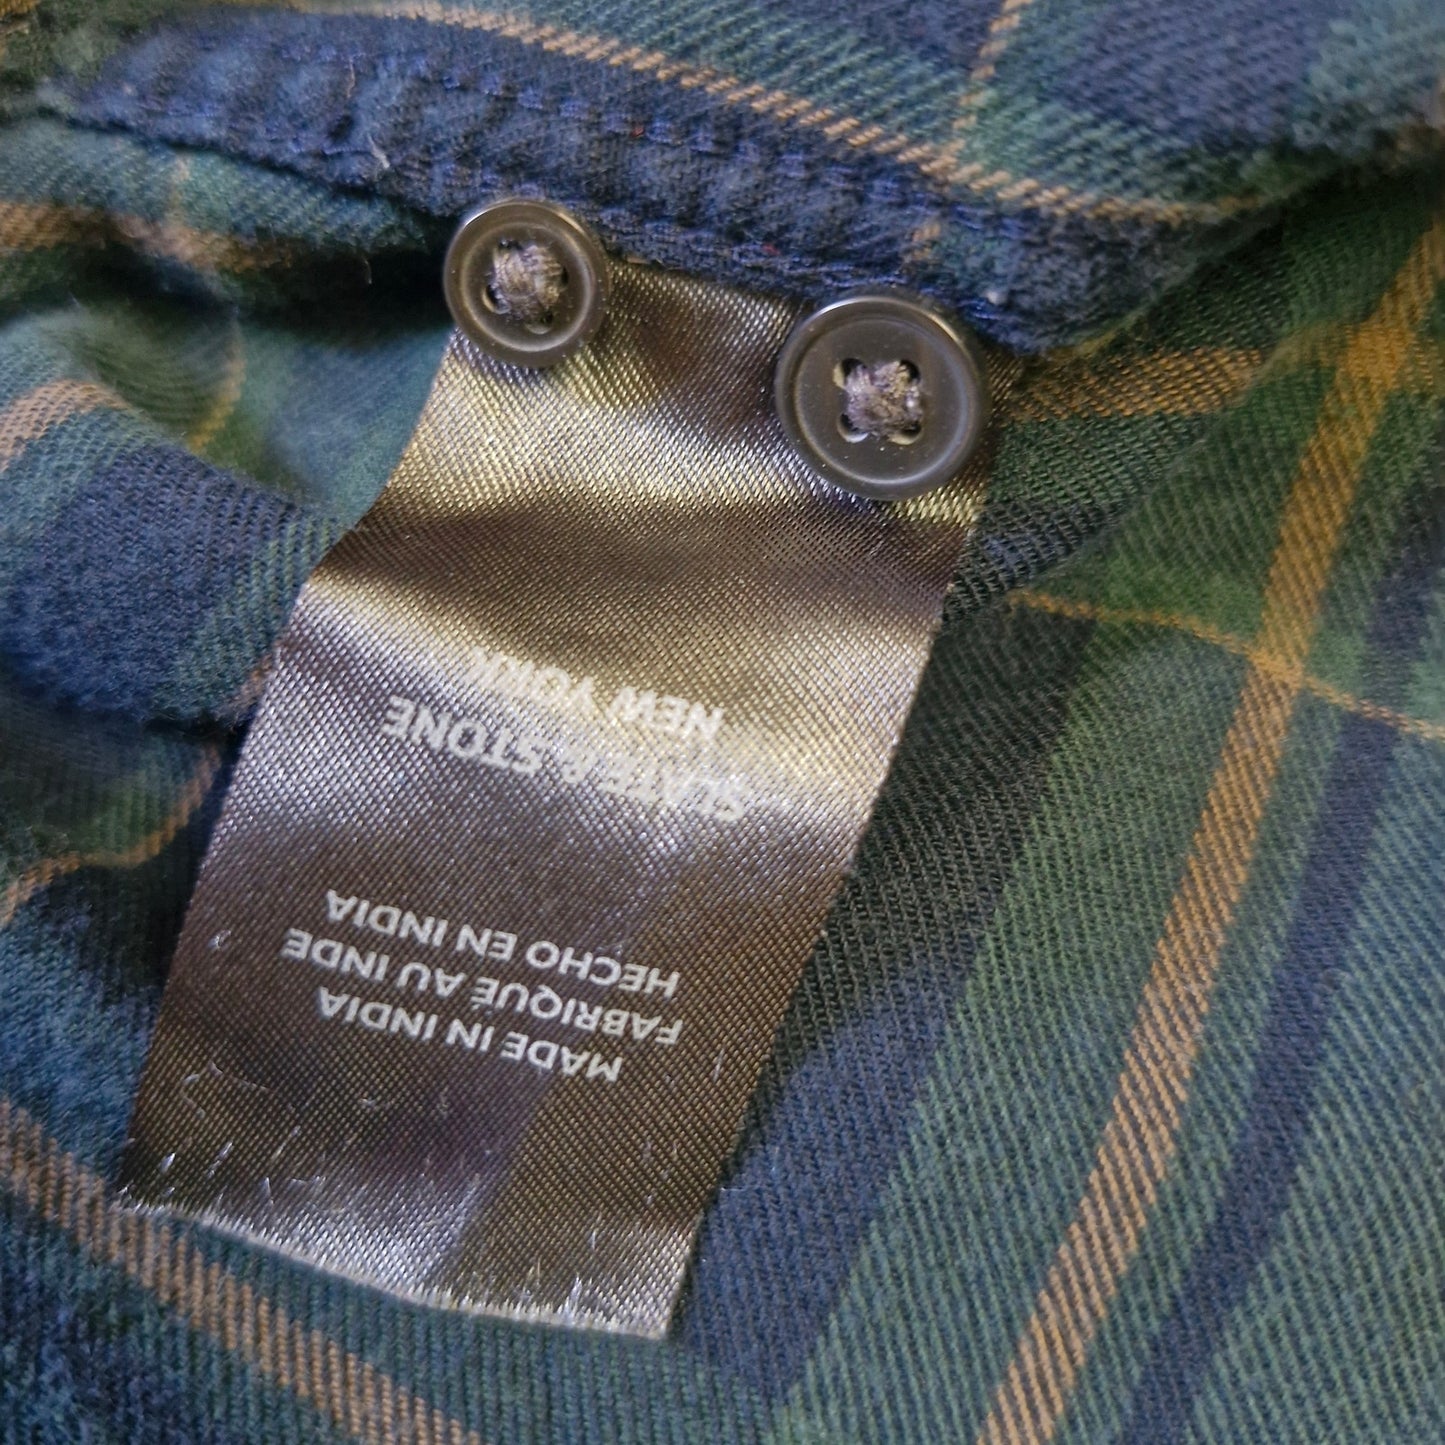 MADE IN INDIA
FABRIQUÉ AU INDE
HECHO EN INDIA
SLATE & STONE
NEW YORK